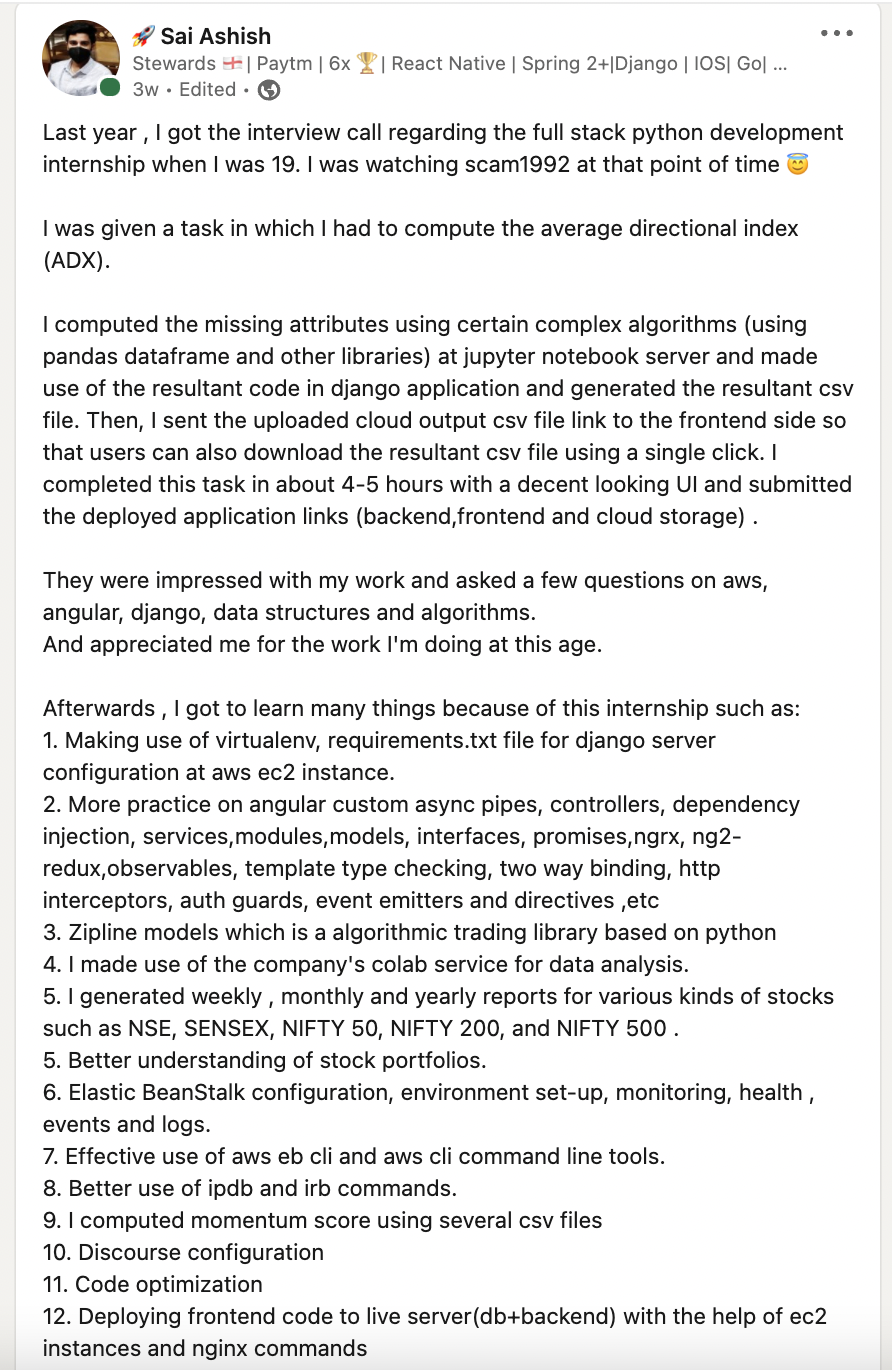 🚀 Sai Ashish
Stewards 🏴󠁧󠁢󠁥󠁮󠁧󠁿 | Paytm | 6x 🏆| React Native | Spring 2+|Django | IOS| Go| ...
3w • Edited •
Last year , I got the interview call regarding the full stack python development
internship when I was 19. I was watching scam1992 at that point of time 😇
I was given a task in which I had to compute the average directional index
(ADX).
I computed the missing attributes using certain complex algorithms (using
pandas dataframe and other libraries) at jupyter notebook server and made
use of the resultant code in django application and generated the resultant csv
file. Then, I sent the uploaded cloud output csv file link to the frontend side so
that users can also download the resultant csv file using a single click. I
completed this task in about 4-5 hours with a decent looking UI and submitted
the deployed application links (backend,frontend and cloud storage) .
They were impressed with my work and asked a few questions on aws,
angular, django, data structures and algorithms.
And appreciated me for the work I'm doing at this age.
Afterwards , I got to learn many things because of this internship such as:
1. Making use of virtualenv, requirements.txt file for django server
configuration at aws ec2 instance.
2. More practice on angular custom async pipes, controllers, dependency
injection, services,modules,models, interfaces, promises,ngrx, ng2-
redux,observables, template type checking, two way binding, http
interceptors, auth guards, event emitters and directives ,etc
3. Zipline models which is a algorithmic trading library based on python
4. I made use of the company's colab service for data analysis.
5. I generated weekly , monthly and yearly reports for various kinds of stocks
such as NSE, SENSEX, NIFTY 50, NIFTY 200, and NIFTY 500 .
5. Better understanding of stock portfolios.
6. Elastic BeanStalk configuration, environment set-up, monitoring, health ,
events and logs.
7. Effective use of aws eb cli and aws cli command line tools.
8. Better use of ipdb and irb commands.
9. I computed momentum score using several csv files
10. Discourse configuration
11. Code optimization
12. Deploying frontend code to live server(db+backend) with the help of ec2
instances and nginx commands